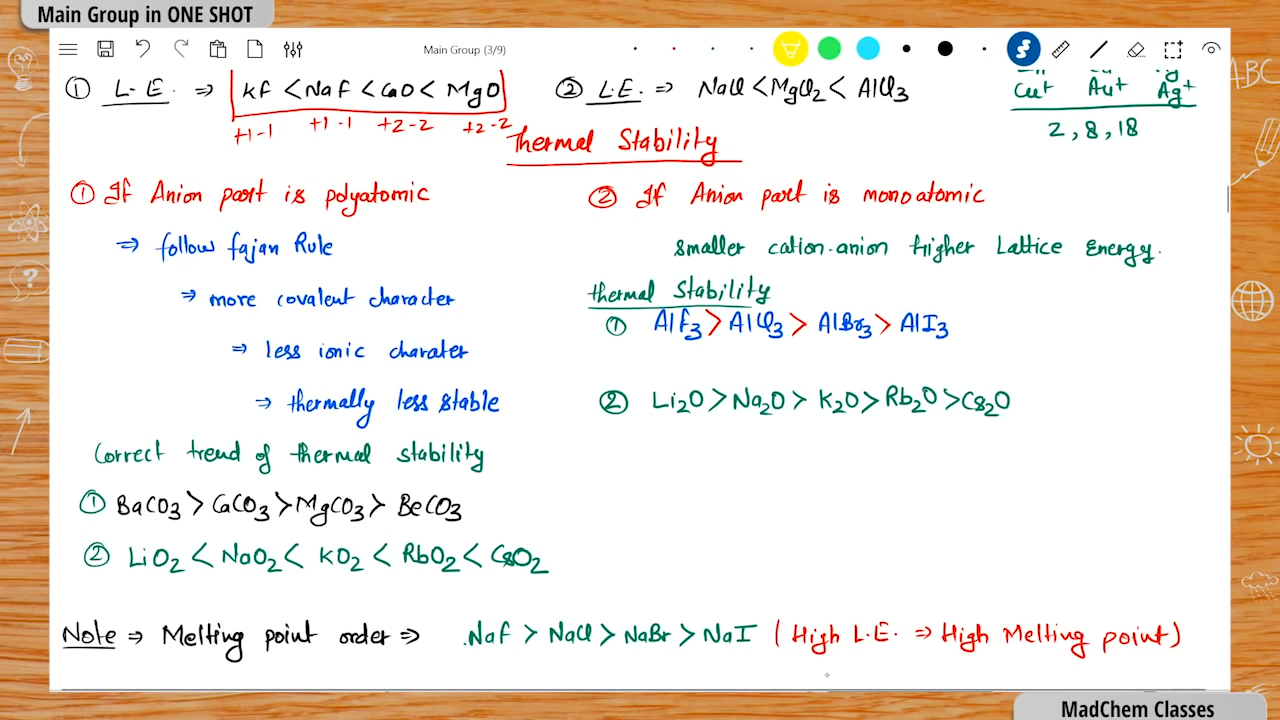 Main Group in ONE SHOT
Main Group (3/9)
① L.E. ⇒ KF < NaF < CaO < MgO
+1-1 +1-1 +2-2 +2-2
② L.E. ⇒ NaCl < MgCl2 < AlCl3
Cu+ Au+ Ag+
2, 8, 18
Thermal Stability
① If Anion part is polyatomic
⇒ follow fajan Rule
⇒ more covalent character
⇒ less ionic charater
⇒ thermally less stable
Correct trend of thermal stability
① BaCO3 > CaCO3 > MgCO3 > BeCO3
② LiO2 < NaO2 < KO2 < RbO2 < CsO2
② If Anion part is monoatomic
smaller cation-anion higher Lattice Energy.
thermal Stability
① AlF3 > AlCl3 > AlBr3 > AlI3
② Li2O > Na2O > K2O > Rb2O > Cs2O
Note ⇒ Melting point order ⇒ NaF > NaCl > NaBr > NaI (High L.E. ⇒ High Melting point)
MadChem Classes
ABC